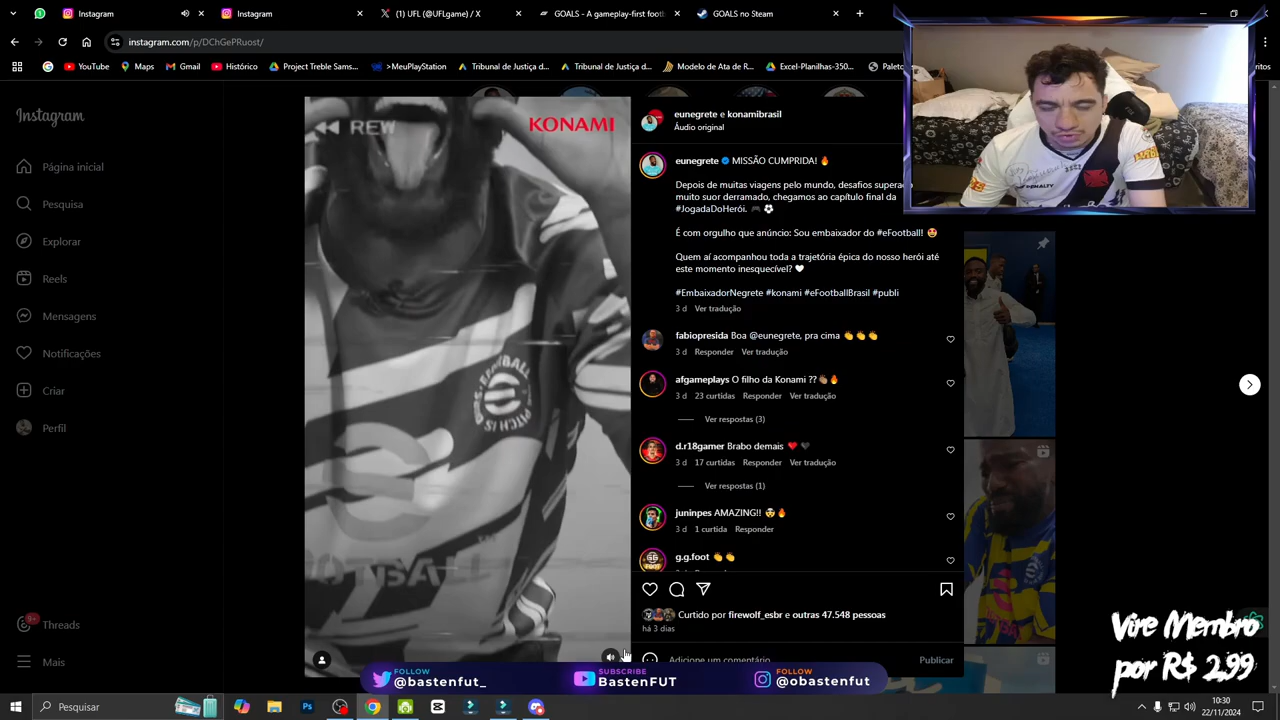 Instagram
Instagram
(1) UFL (@UFLgame) / X
GOALS - A gameplay-first footb
GOALS no Steam
instagram.com/p/DChGePRuost/
YouTube
Maps
Gmail
Histórico
Project Treble Sams...
>MeuPlayStation
Tribunal de Justiça d...
Tribunal de Justiça d...
Modelo de Ata de R...
Excel-Planilhas-350...
Instagram
Página inicial
Pesquisa
Explorar
Reels
Mensagens
Notificações
Criar
Perfil
9+
Threads
Mais
REW
KONAMI
eunegrete e konamibrasil
Áudio original
eunegrete MISSÃO CUMPRIDA! 🔥
Depois de muitas viagens pelo mundo, desafios
muito suor derramado, chegamos ao capítulo final da
#JogadaDoHerói. 🎮 ⚽
É com orgulho que anúncio: Sou embaixador do #eFootball! 🤩
Quem aí acompanhou toda a trajetória épica do nosso herói até
este momento inesquecível? 🤍
#EmbaixadorNegrete #konami #eFootballBrasil #publi
3 d Ver tradução
fabiopresida Boa @eunegrete, pra cima 👏👏👏
3 d Responder Ver tradução
afgameplays O filho da Konami ??👏🏽🔥
3 d 23 curtidas Responder Ver tradução
Ver respostas (3)
d.r18gamer Brabo demais ❤️🖤
3 d 17 curtidas Responder Ver tradução
Ver respostas (1)
juninpes AMAZING!! 🤯🔥
3 d 1 curtida Responder
g.g.foot 👏👏
Curtido por firewolf_esbr e outras 47.548 pessoas
há 3 dias
Adicione um comentário
Publicar
PENALTY
FOLLOW
@bastenfut_
SUBSCRIBE
BastenFUT
FOLLOW
@obastenfut
Vire Membro
por R$ 2,99
Pesquisar
10:30
22/11/2024